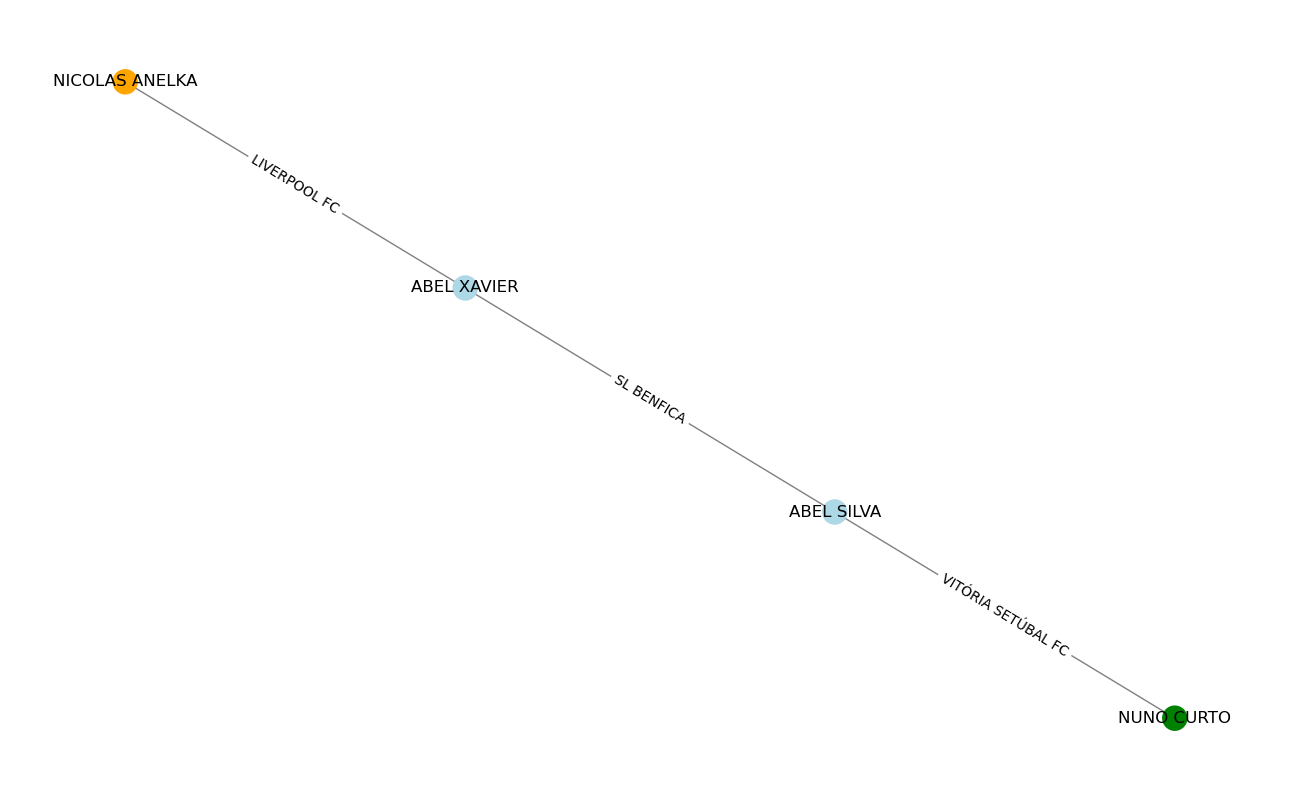 NICOLAS ANELKA
LIVERPOOL FC
ABEL XAVIER
SL BENFICA
ABEL SILVA
VITÓRIA SETÚBAL FC
NUNO CURTO